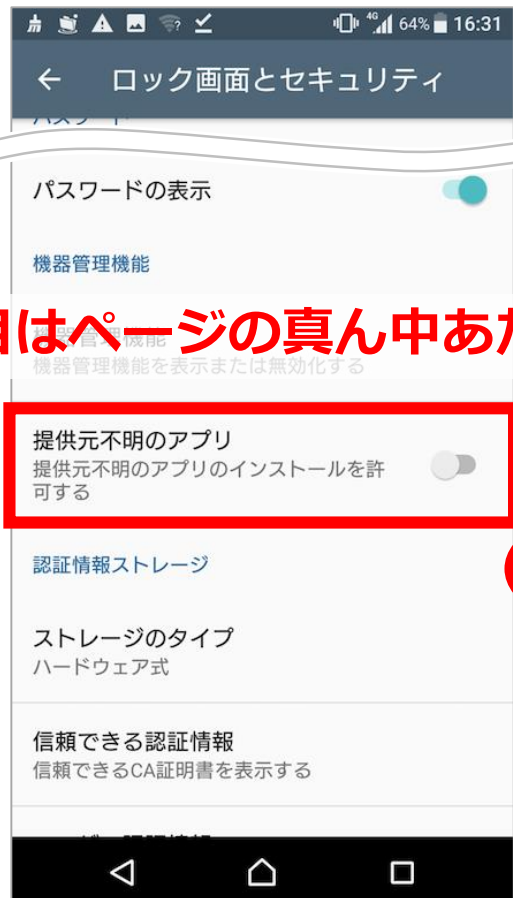 4G 64% 16:31
ロック画面とセキュリティ
パスワードの表示
機器管理機能
はページの真ん中あ
機器管理機能
機器管理機能を表示または無効化する
提供元不明のアプリ
提供元不明のアプリのインストールを許
可する
認証情報ストレージ
ストレージのタイプ
ハードウェア式
信頼できる認証情報
信頼できるCA証明書を表示する